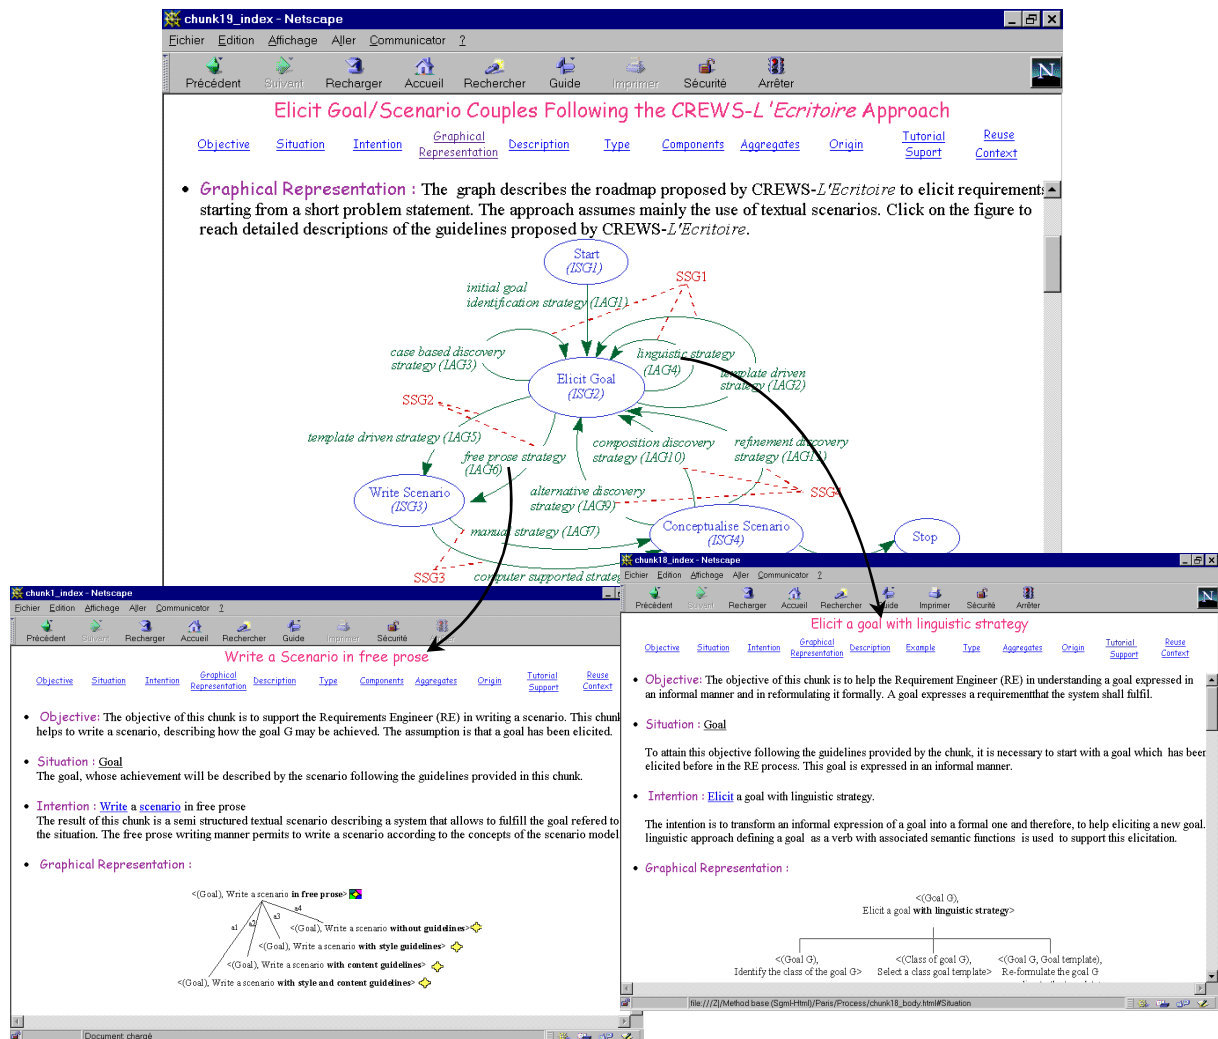 chunk19_index - Netscape
Fichier Edition Affichage Aller Communicator ?
Précédent Suivant Recharger Accueil Rechercher Guide Imprimer Sécurité Arrêter
N
Elicit Goal/Scenario Couples Following the CREWS-L'Ecritoire Approach
Objective Situation Intention Graphical Representation Description Type Components Aggregates Origin Tutorial Suport Reuse Context
• Graphical Representation : The graph describes the roadmap proposed by CREWS-L'Ecritoire to elicit requirements
starting from a short problem statement. The approach assumes mainly the use of textual scenarios. Click on the figure to
reach detailed descriptions of the guidelines proposed by CREWS-L'Ecritoire.
Start
(ISG1)
SSG1
initial goal
identification strategy (IAG1)
case based discovery
strategy (IAG3)
linguistic strategy
(IAG4)
template driven
strategy (IAG2)
Elicit Goal
(ISG2)
SSG2
template driven strategy (IAG5)
free prose strategy
(IAG6)
composition discovery
strategy (IAG10)
refinement discovery
strategy (IAG11)
Write Scenario
(ISG3)
alternative discovery
strategy (IAG9)
SSG4
manual strategy (IAG7)
Conceptualise Scenario
(ISG4)
Stop
SSG3
computer supported strateg
chunk1_index - Netscape
Fichier Edition Affichage Aller Communicator ?
Précédent Suivant Recharger Accueil Rechercher Guide Imprimer Sécurité
Write a Scenario in free prose
Objective Situation Intention Graphical Representation Description Type Components Aggregates Origin Tutorial Support Reuse Context
• Objective: The objective of this chunk is to support the Requirements Engineer (RE) in writing a scenario. This chunk
helps to write a scenario, describing how the goal G may be achieved. The assumption is that a goal has been elicited.
• Situation : Goal
The goal, whose achievement will be described by the scenario following the guidelines provided in this chunk.
• Intention : Write a scenario in free prose
The result of this chunk is a semi structured textual scenario describing a system that allows to fulfill the goal refered to
the situation. The free prose writing manner permits to write a scenario according to the concepts of the scenario model
• Graphical Representation :
<(Goal), Write a scenario in free prose>
a1 a2 a3 a4
<(Goal), Write a scenario without guidelines>
<(Goal), Write a scenario with style guidelines>
<(Goal), Write a scenario with content guidelines>
<(Goal), Write a scenario with style and content guidelines>
Document chargé
chunk18_index - Netscape
Fichier Edition Affichage Aller Communicator ?
Précédent Suivant Recharger Accueil Rechercher Guide Imprimer Sécurité Arrêter
N
Elicit a goal with linguistic strategy
Objective Situation Intention Graphical Representation Description Example Type Aggregates Origin Tutorial Support Reuse Context
• Objective: The objective of this chunk is to help the Requirement Engineer (RE) in understanding a goal expressed in
an informal manner and in reformulating it formally. A goal expresses a requirementthat the system shall fulfil.
• Situation : Goal
To attain this objective following the guidelines provided by the chunk, it is necessary to start with a goal which has been
elicited before in the RE process. This goal is expressed in an informal manner.
• Intention : Elicit a goal with linguistic strategy.
The intention is to transform an informal expression of a goal into a formal one and therefore, to help eliciting a new goal.
linguistic approach defining a goal as a verb with associated semantic functions is used to support this elicitation.
• Graphical Representation :
<(Goal G),
Elicit a goal with linguistic strategy>
<(Goal G), <(Class of goal G), <(Goal G, Goal template),
Identify the class of the goal G> Select a class goal template> Re-formulate the goal G
file:///Z|/Method base (Sgml-Html)/Paris/Process/chunk18_body.html#Situation